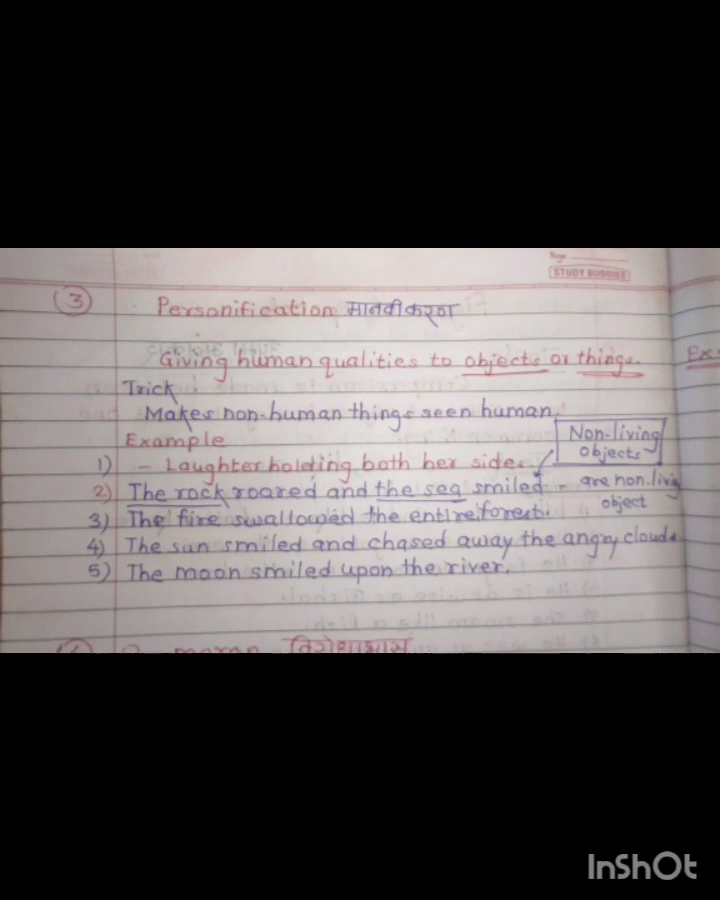 Page
STUDY BUDDIES
3 Personification मानवीकरण
Giving human qualities to objects or things. Ex:
Trick
Makes non-human things seen human.
Example
Non-living
objects
1) - Laughter holding both her sides.
2) The rock roared and the sea smiled - are non.living
object
3) The fire swallowed the entire forest.
4) The sun smiled and chased away the angry clouds
5) The moon smiled upon the river.
विरोधाभास
InShOt